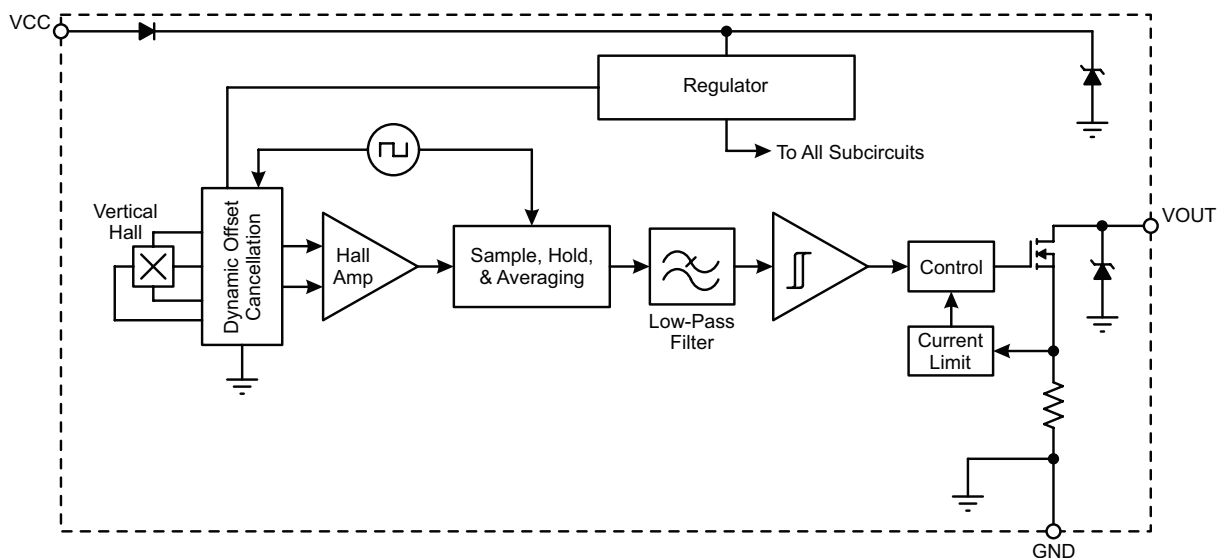 VCC
Regulator
To All Subcircuits
Vertical
Hall
Dynamic Offset
Cancellation
Hall
Amp
Sample, Hold,
& Averaging
Low-Pass
Filter
Control
Current
Limit
VOUT
GND